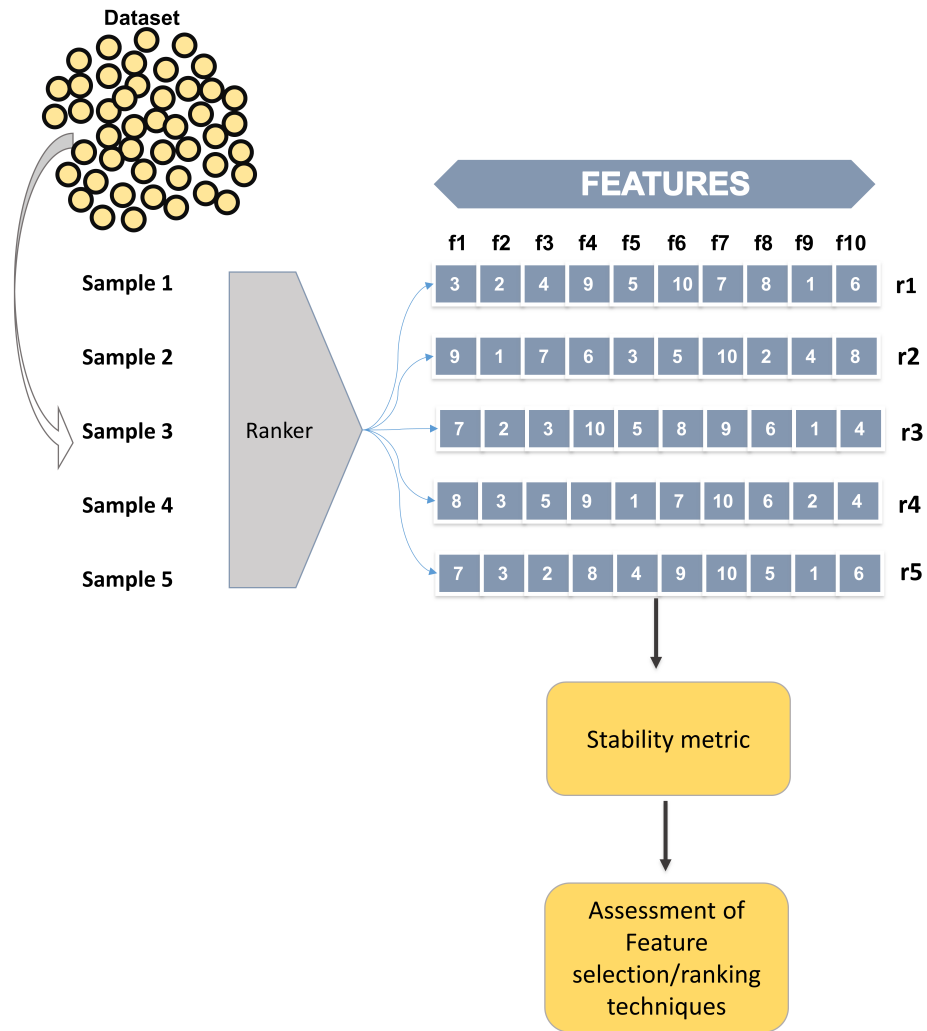 Dataset
FEATURES
f1 f2 f3 f4 f5 f6 f7 f8 f9 f10
Sample 1
3 2 4 9 5 10 7 8 1 6 r1
Sample 2
9 1 7 6 3 5 10 2 4 8 r2
Sample 3
Ranker
7 2 3 10 5 8 9 6 1 4 r3
Sample 4
8 3 5 9 1 7 10 6 2 4 r4
Sample 5
7 3 2 8 4 9 10 5 1 6 r5
Stability metric
Assessment of
Feature
selection/ranking
techniques